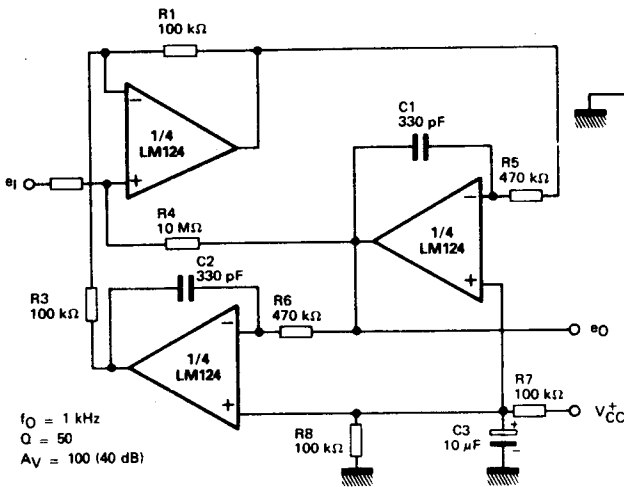 R1
100 kΩ
1/4
LM124
eI
C1
330 pF
R5
470 kΩ
R4
10 MΩ
1/4
LM124
C2
330 pF
R3
100 kΩ
R6
470 kΩ
eO
1/4
LM124
R7
100 kΩ
V+CC
fO = 1 kHz
Q = 50
AV = 100 (40 dB)
R8
100 kΩ
C3
10 μF